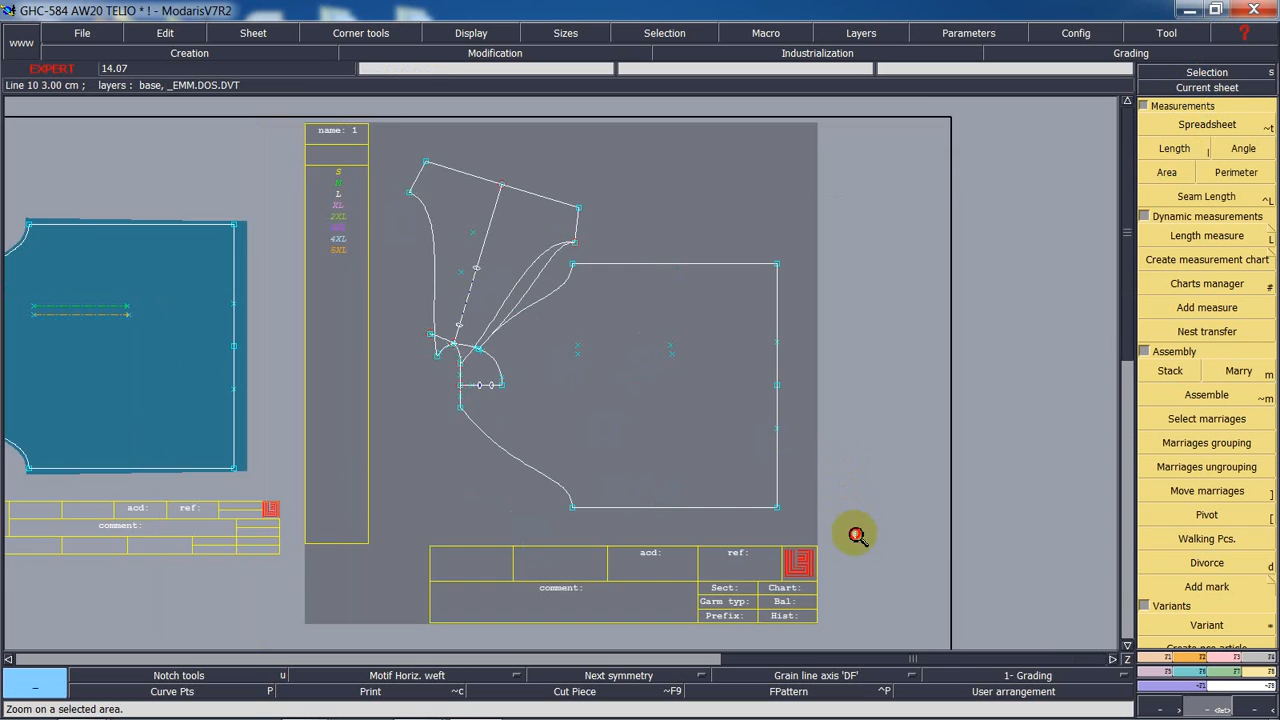 GHC-584 AW20 TELIO * ! - ModarisV7R2
www
File Edit Sheet Corner tools Display Sizes Selection Macro Layers Parameters Config Tool ?
Creation Modification Industrialization Grading
EXPERT 14.07
Line 10 3.00 cm ; layers : base, _EMM.DOS.DVT
Selection s
Current sheet
Measurements
Spreadsheet ~t
Length l Angle
Area Perimeter
Seam Length ^L
Dynamic measurements
Length measure
Create measurement chart
Charts manager #
Add measure
Nest transfer
Assembly
Stack Marry m
Assemble ~m
Select marriages
Marriages grouping
Marriages ungrouping
Move marriages ]
Pivot [
Walking Pcs.
Divorce d
Add mark
Variants
Variant *
name: 1
S
L
XL
2XL
4XL
acd: ref:
comment:
acd: ref:
comment: Sect: Chart:
Garm typ: Bal:
Prefix: Hist:
Z
Notch tools u Motif Horiz. weft Next symmetry Grain line axis 'DF' 1- Grading
Curve Pts P Print ~c Cut Piece ~F9 FPattern ^P User arrangement
Zoom on a selected area.